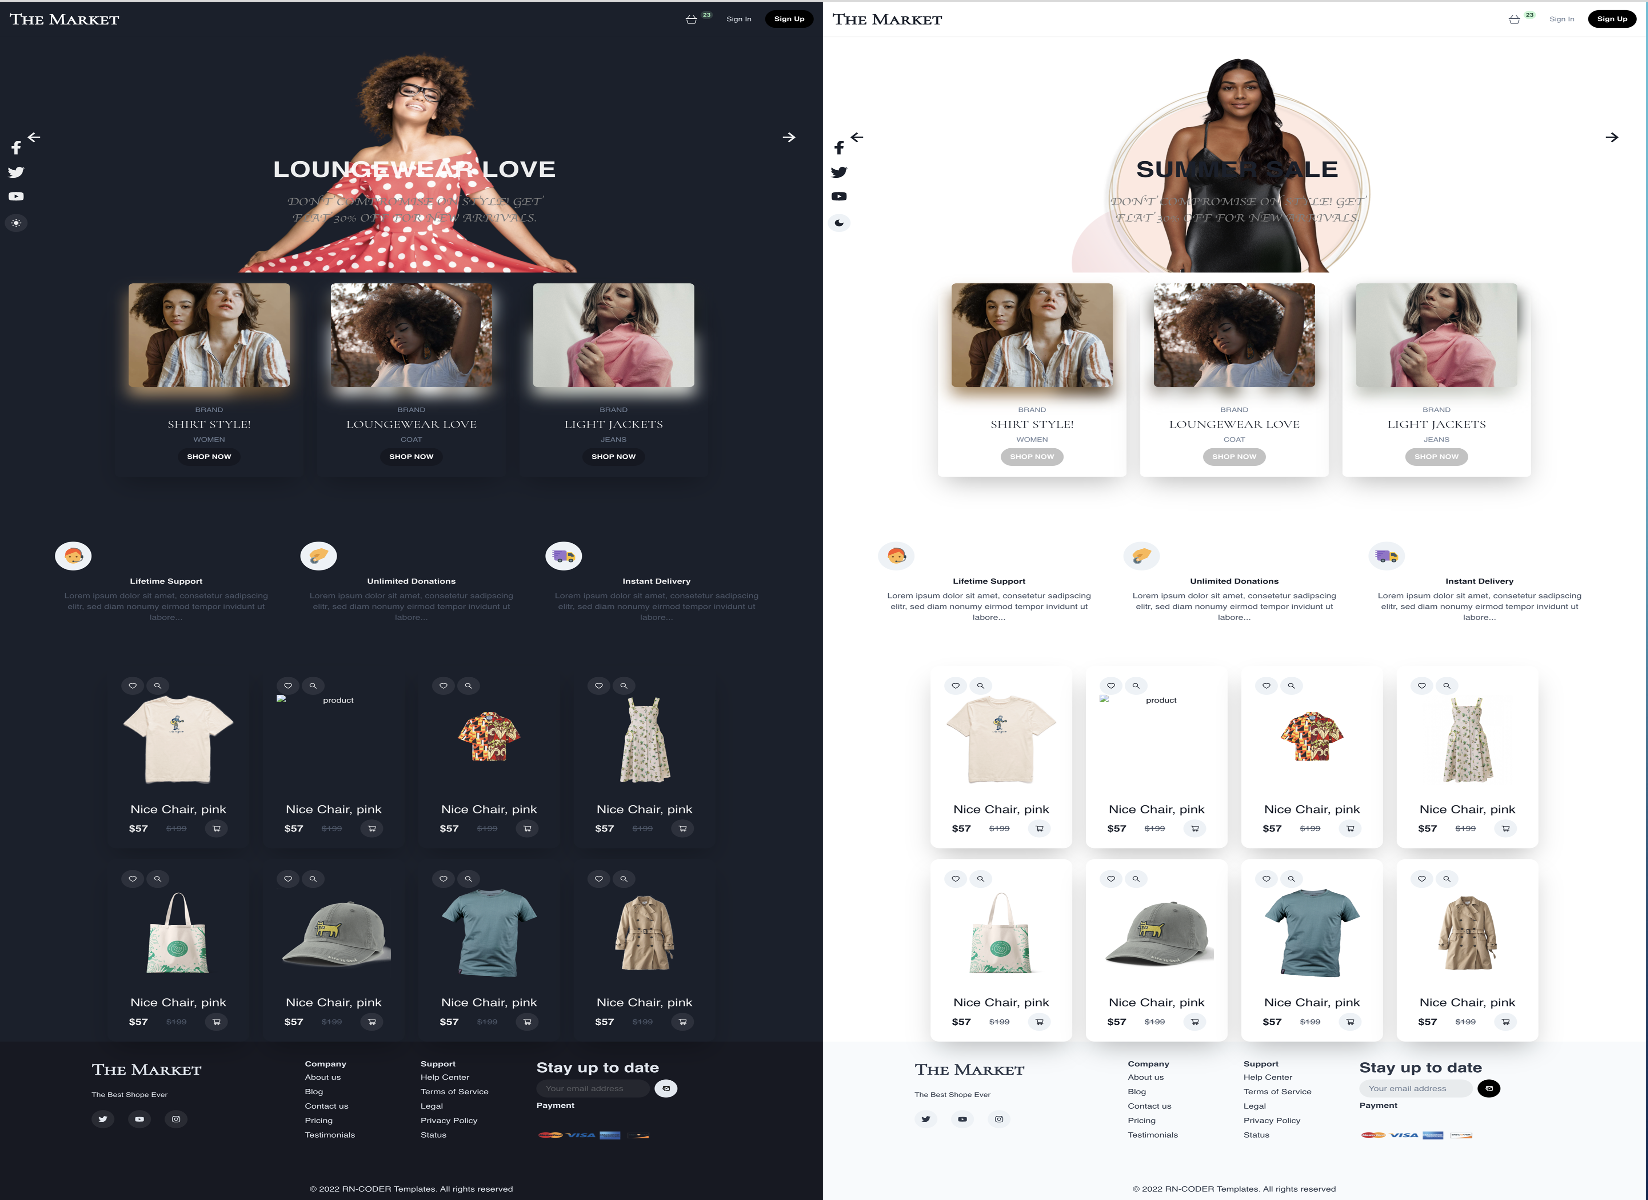 The Market
23
Sign In
Sign Up
LOUNGEWEAR LOVE
DON'T COMPROMISE ON STYLE! GET
FLAT 30% OFF FOR NEW ARRIVALS.
BRAND
SHIRT STYLE!
WOMEN
SHOP NOW
BRAND
LOUNGEWEAR LOVE
COAT
SHOP NOW
BRAND
LIGHT JACKETS
JEANS
SHOP NOW
Lifetime Support
Lorem ipsum dolor sit amet, consetetur sadipscing
elitr, sed diam nonumy eirmod tempor invidunt ut
labore...
Unlimited Donations
Lorem ipsum dolor sit amet, consetetur sadipscing
elitr, sed diam nonumy eirmod tempor invidunt ut
labore...
Instant Delivery
Lorem ipsum dolor sit amet, consetetur sadipscing
elitr, sed diam nonumy eirmod tempor invidunt ut
labore...
product
Nice Chair, pink
$57 $199
Nice Chair, pink
$57 $199
Nice Chair, pink
$57 $199
Nice Chair, pink
$57 $199
Nice Chair, pink
$57 $199
Nice Chair, pink
$57 $199
Nice Chair, pink
$57 $199
Nice Chair, pink
$57 $199
The Market
The Best Shope Ever
Company
About us
Blog
Contact us
Pricing
Testimonials
Support
Help Center
Terms of Service
Legal
Privacy Policy
Status
Stay up to date
Your email address
Payment
VISA
© 2022 RN-CODER Templates. All rights reserved
The Market
23
Sign In
Sign Up
SUMMER SALE
DON'T COMPROMISE ON STYLE! GET
FLAT 30% OFF FOR NEW ARRIVALS.
BRAND
SHIRT STYLE!
WOMEN
SHOP NOW
BRAND
LOUNGEWEAR LOVE
COAT
SHOP NOW
BRAND
LIGHT JACKETS
JEANS
SHOP NOW
Lifetime Support
Lorem ipsum dolor sit amet, consetetur sadipscing
elitr, sed diam nonumy eirmod tempor invidunt ut
labore...
Unlimited Donations
Lorem ipsum dolor sit amet, consetetur sadipscing
elitr, sed diam nonumy eirmod tempor invidunt ut
labore...
Instant Delivery
Lorem ipsum dolor sit amet, consetetur sadipscing
elitr, sed diam nonumy eirmod tempor invidunt ut
labore...
product
Nice Chair, pink
$57 $199
Nice Chair, pink
$57 $199
Nice Chair, pink
$57 $199
Nice Chair, pink
$57 $199
Nice Chair, pink
$57 $199
Nice Chair, pink
$57 $199
Nice Chair, pink
$57 $199
Nice Chair, pink
$57 $199
The Market
The Best Shope Ever
Company
About us
Blog
Contact us
Pricing
Testimonials
Support
Help Center
Terms of Service
Legal
Privacy Policy
Status
Stay up to date
Your email address
Payment
VISA
© 2022 RN-CODER Templates. All rights reserved